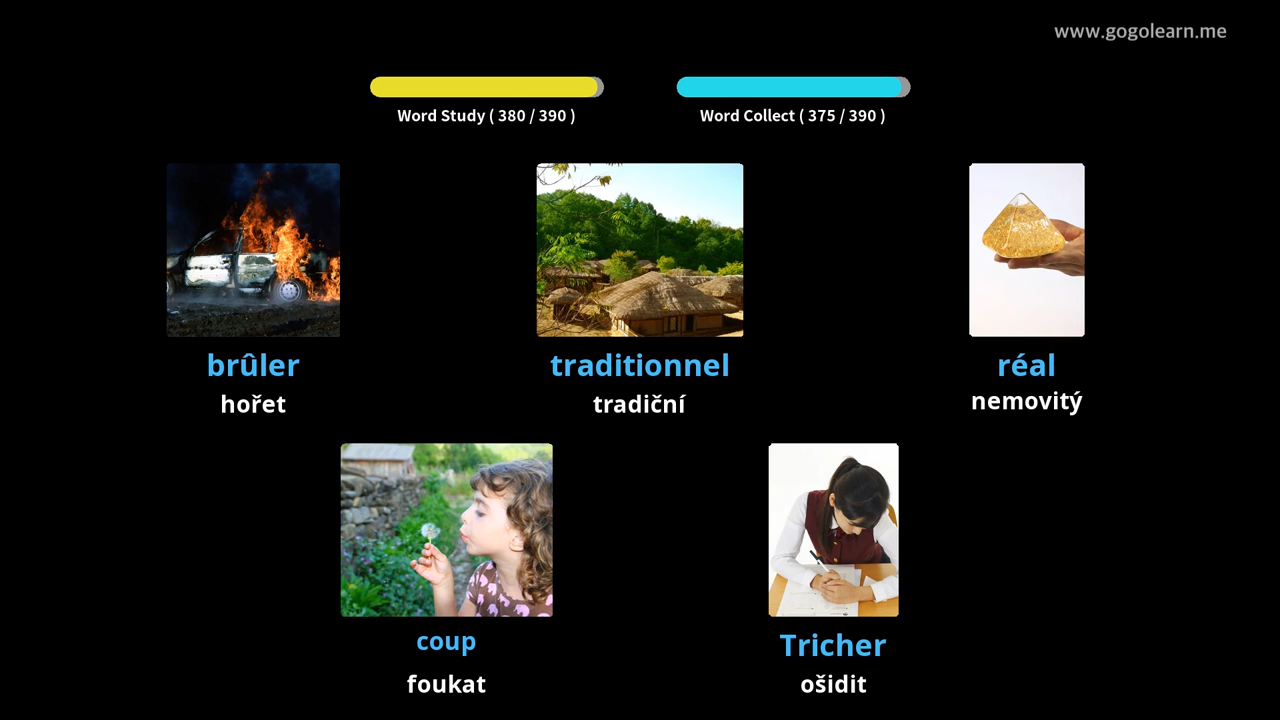 www.gogolearn.me
Word Study ( 380 / 390 )
Word Collect ( 375 / 390 )
brûler
hořet
traditionnel
tradiční
réal
nemovitý
coup
foukat
Tricher
ošidit